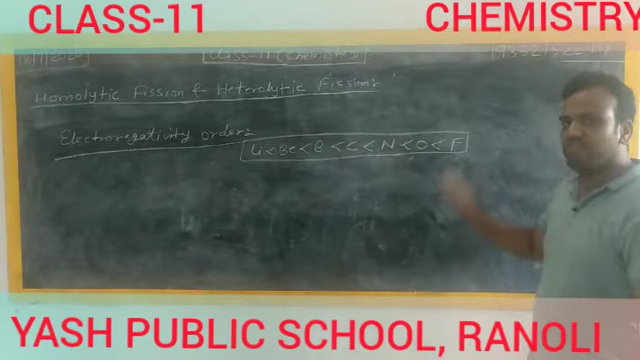 CLASS-11 CHEMISTRY
Class-11 (Chemistry)
Homolytic Fission & Heterolytic Fission:
Electronegativity order:
Li < Be < B < C < N < O < F
YASH PUBLIC SCHOOL, RANOLI